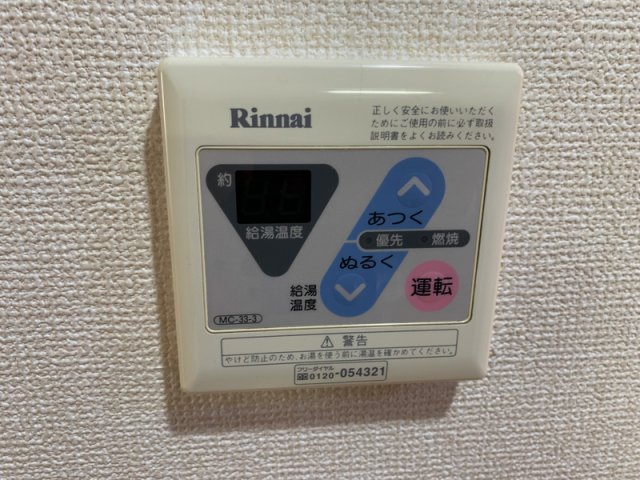 Rinnai
正しく安全にお使いいただく
ためにご使用の前に必ず取扱
説明書をよくお読みください。
約
給湯温度
あつく
優先 燃焼
ぬるく
給湯
温度
運転
MC-33-3
⚠ 警告
やけど防止のため、お湯を使う前に湯温を確かめてください。
フリーダイヤル
0120-054321